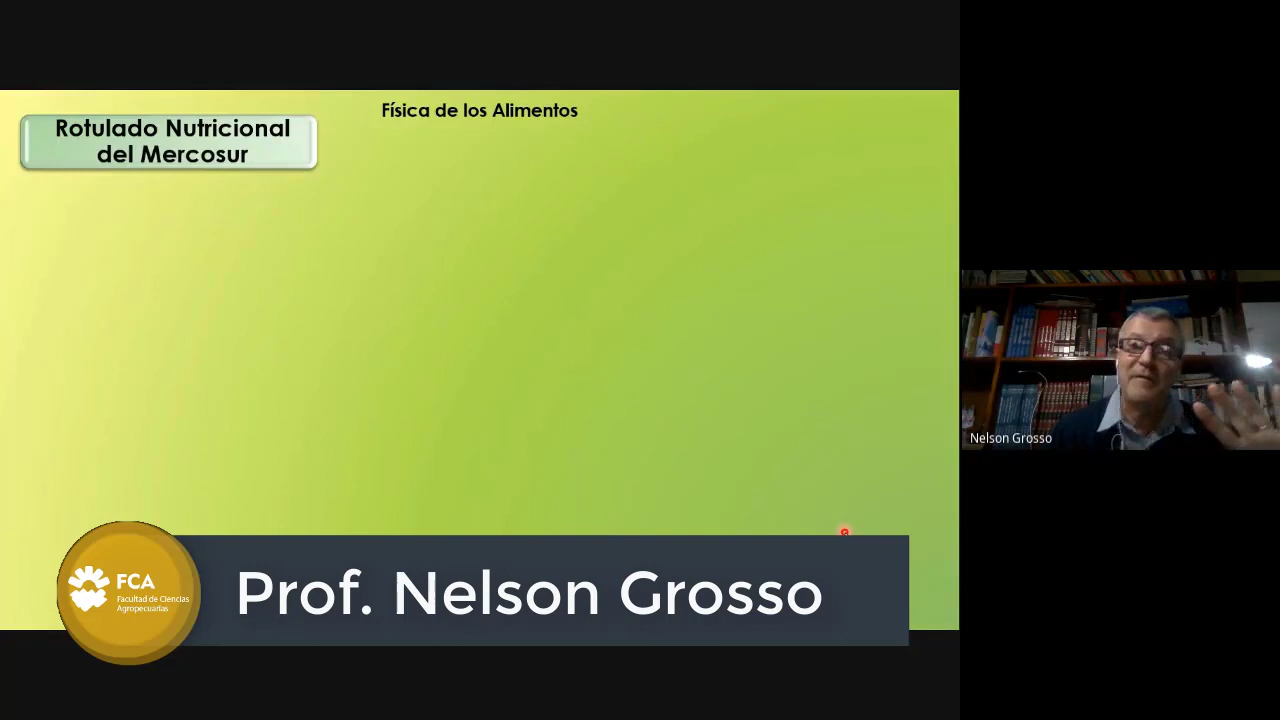 Física de los Alimentos
Rotulado Nutricional
del Mercosur
Nelson Grosso
FCA
Facultad de Ciencias
Agropecuarias
Prof. Nelson Grosso